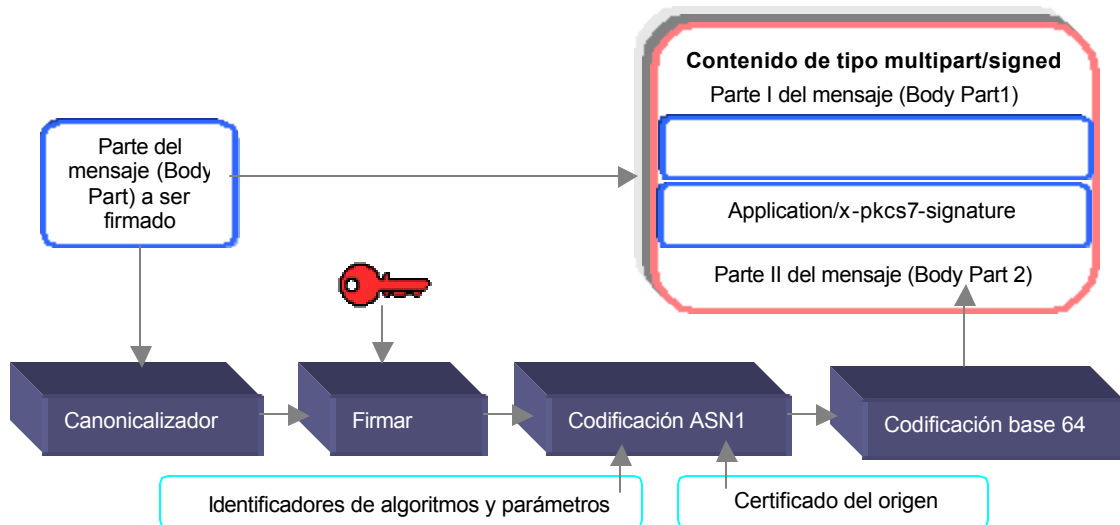 Contenido de tipo multipart/signed
Parte I del mensaje (Body Part1)
Parte del
mensaje (Body
Part) a ser
firmado
Application/x-pkcs7-signature
Parte II del mensaje (Body Part 2)
Canonicalizador
Firmar
Codificación ASN1
Codificación base 64
Identificadores de algoritmos y parámetros
Certificado del origen